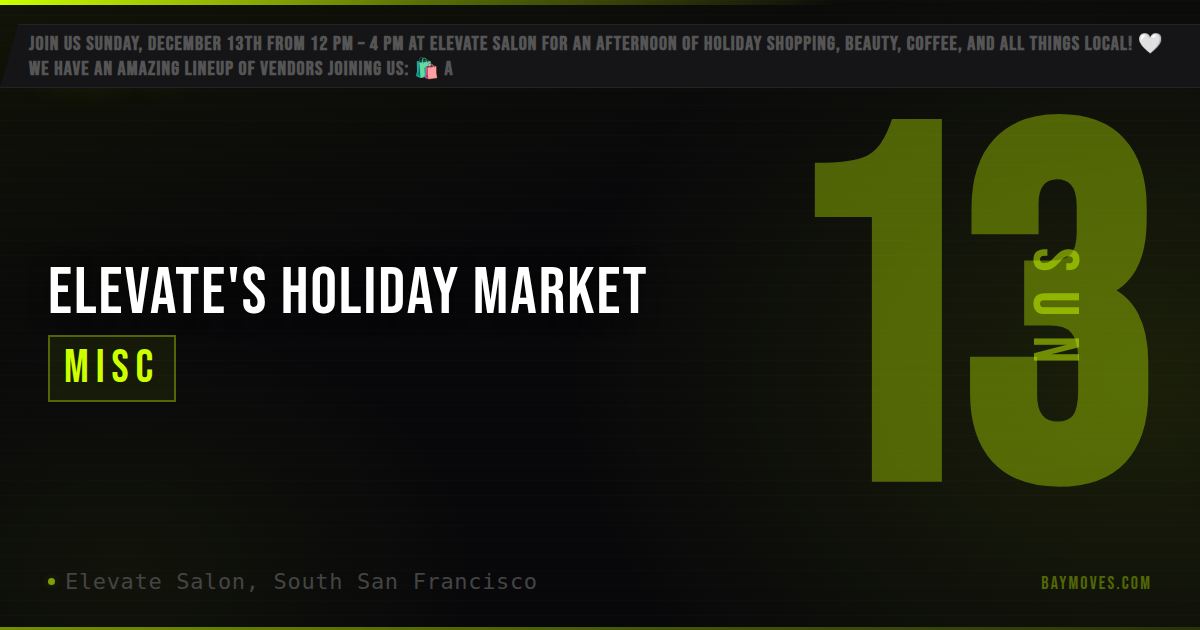 JOIN US SUNDAY, DECEMBER 13TH FROM 12 PM – 4 PM AT ELEVATE SALON FOR AN AFTERNOON OF HOLIDAY SHOPPING, BEAUTY, COFFEE, AND ALL THINGS LOCAL! 🤍
WE HAVE AN AMAZING LINEUP OF VENDORS JOINING US: 🛍️ A
13
SUN
ELEVATE'S HOLIDAY MARKET
MISC
Elevate Salon, South San Francisco
BAYMOVES.COM